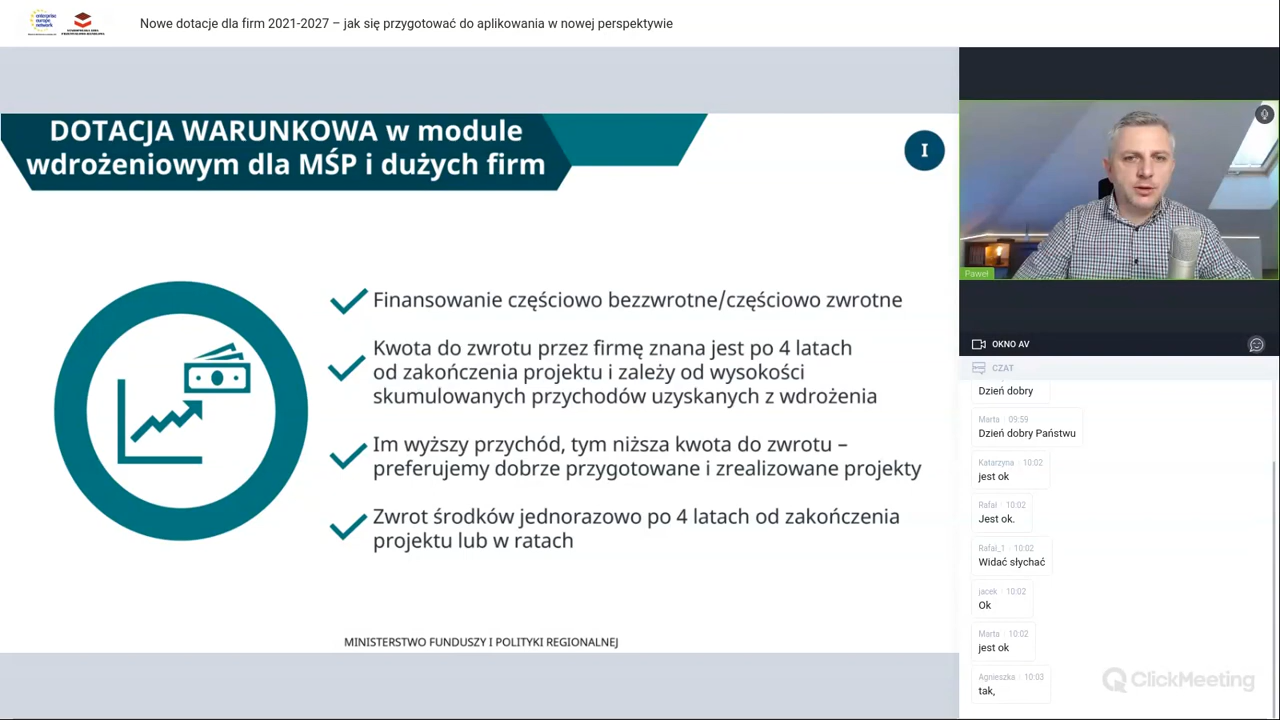 enterprise
europe
network
Nowe dotacje dla firm 2021-2027 – jak się przygotować do aplikowania w nowej perspektywie
DOTACJA WARUNKOWA w module
wdrożeniowym dla MŚP i dużych firm
I
Finansowanie częściowo bezzwrotne/częściowo zwrotne
Kwota do zwrotu przez firmę znana jest po 4 latach
od zakończenia projektu i zależy od wysokości
skumulowanych przychodów uzyskanych z wdrożenia
Im wyższy przychód, tym niższa kwota do zwrotu –
preferujemy dobrze przygotowane i zrealizowane projekty
Zwrot środków jednorazowo po 4 latach od zakończenia
projektu lub w ratach
MINISTERSTWO FUNDUSZY I POLITYKI REGIONALNEJ
Paweł
OKNO AV
CZAT
Dzień dobry
Marta 09:59
Dzień dobry Państwu
Katarzyna 10:02
jest ok
Rafał 10:02
Jest ok.
Rafał_1 10:02
Widać słychać
jacek 10:02
Ok
Marta 10:02
jest ok
Agnieszka 10:03
tak,
ClickMeeting